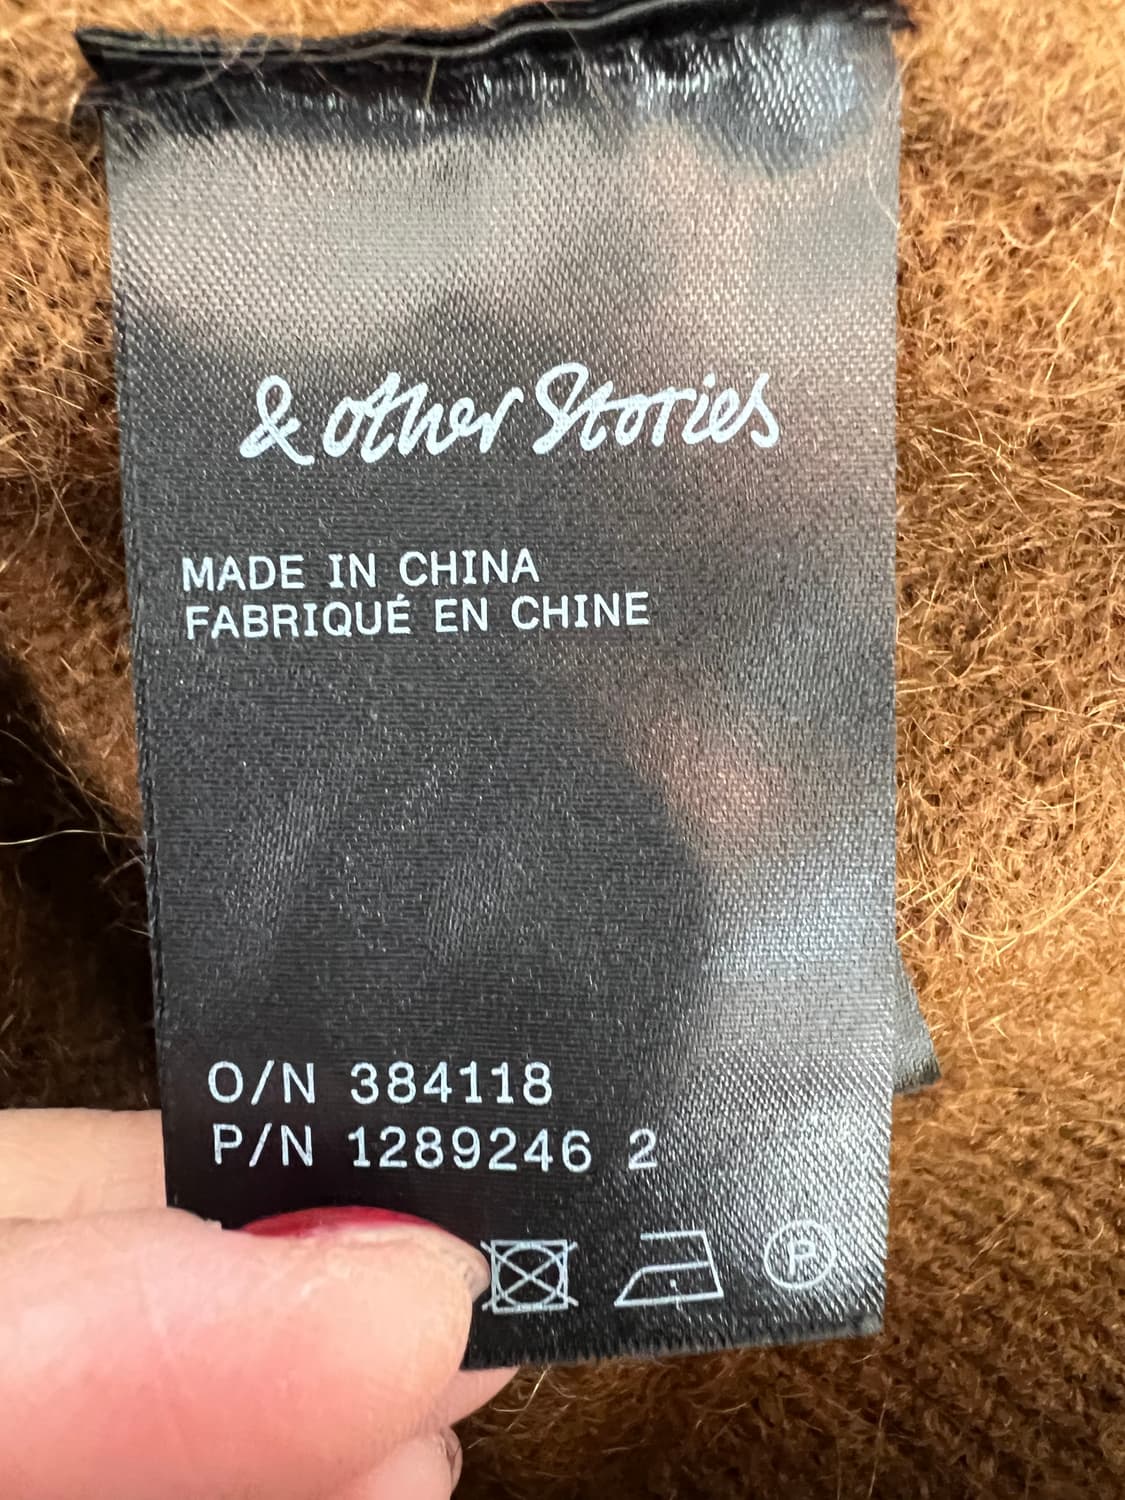 & other Stories
MADE IN CHINA
FABRIQUÉ EN CHINE
O/N 384118
P/N 1289246 2
P